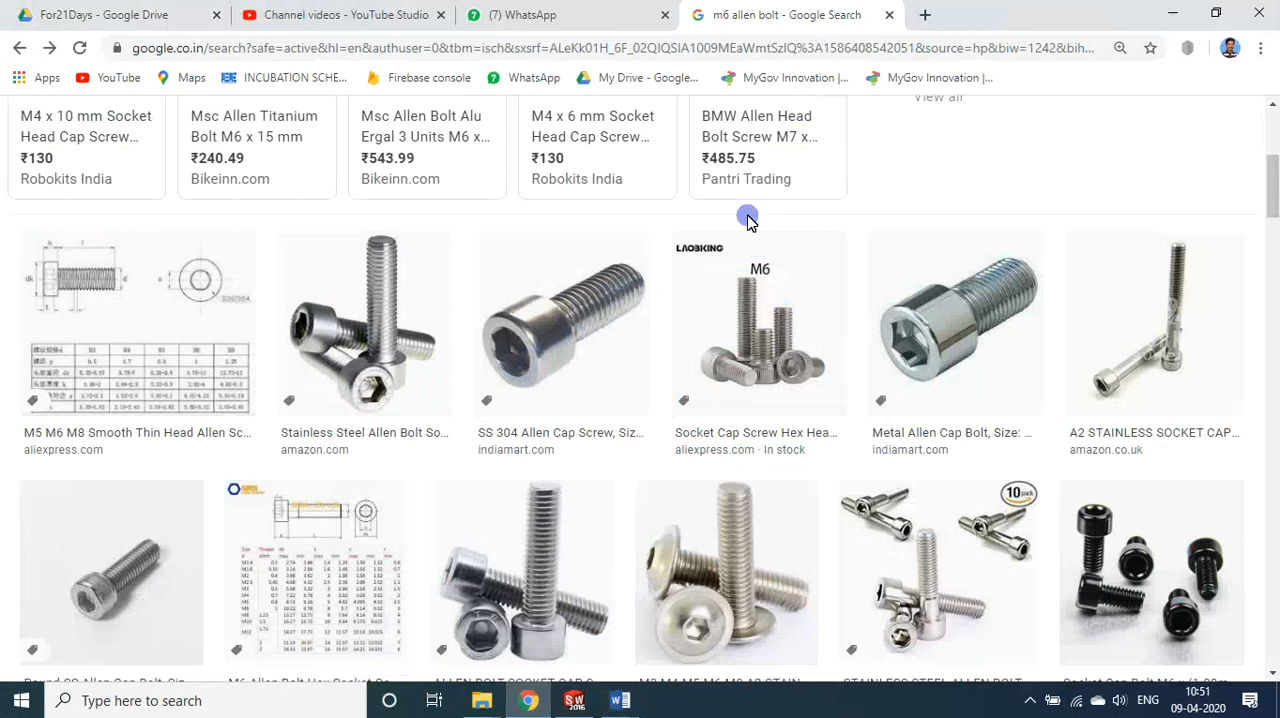 For21Days - Google Drive
Channel videos - YouTube Studio
(7) WhatsApp
m6 allen bolt - Google Search
google.co.in/search?safe=active&hl=en&authuser=0&tbm=isch&sxsrf=ALeKk01H_6F_02QIQSIA1009MEaWmtSzIQ%3A1586408542051&source=hp&biw=1242&bih...
Apps
YouTube
Maps
INCUBATION SCHE...
Firebase console
WhatsApp
My Drive - Google...
MyGov Innovation |...
MyGov Innovation |...
View all
M4 x 10 mm Socket
Head Cap Screw...
₹130
Robokits India
Msc Allen Titanium
Bolt M6 x 15 mm
₹240.49
Bikeinn.com
Msc Allen Bolt Alu
Ergal 3 Units M6 x...
₹543.99
Bikeinn.com
M4 x 6 mm Socket
Head Cap Screw...
₹130
Robokits India
BMW Allen Head
Bolt Screw M7 x...
₹485.75
Pantri Trading
LAOBKING
M6
M5 M6 M8 Smooth Thin Head Allen Sc...
aliexpress.com
Stainless Steel Allen Bolt So...
amazon.com
SS 304 Allen Cap Screw, Siz...
indiamart.com
Socket Cap Screw Hex Hea...
aliexpress.com · In stock
Metal Allen Cap Bolt, Size: ...
indiamart.com
A2 STAINLESS SOCKET CAP...
amazon.co.uk
10 pack
Type here to search
SW
2016
ENG
10:51
09-04-2020